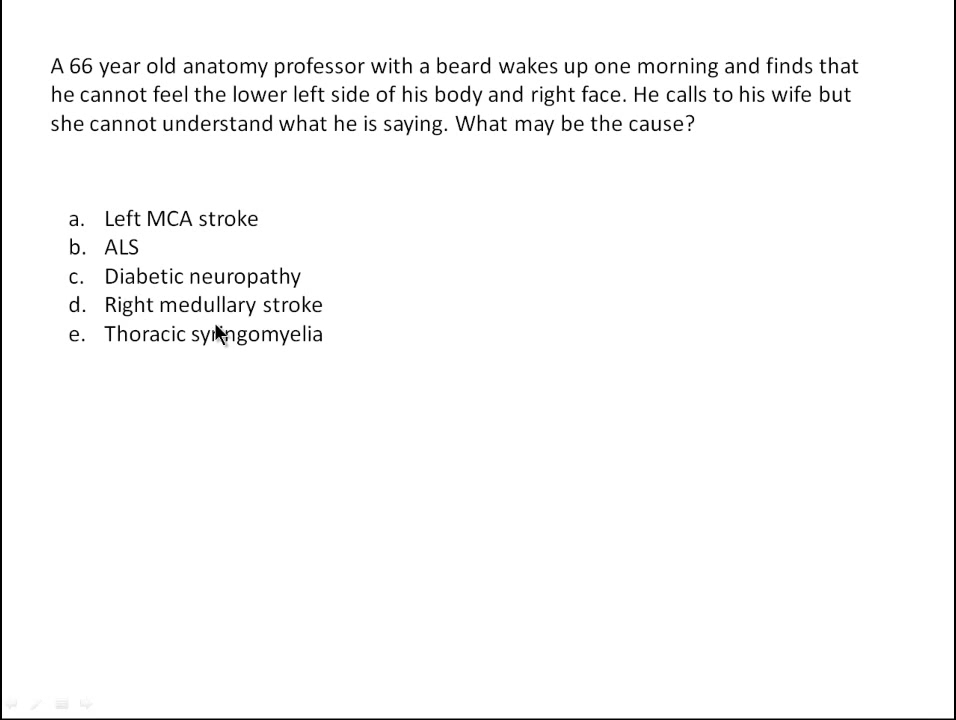 A 66 year old anatomy professor with a beard wakes up one morning and finds that
he cannot feel the lower left side of his body and right face. He calls to his wife but
she cannot understand what he is saying. What may be the cause?
a. Left MCA stroke
b. ALS
c. Diabetic neuropathy
d. Right medullary stroke
e. Thoracic syringomyelia